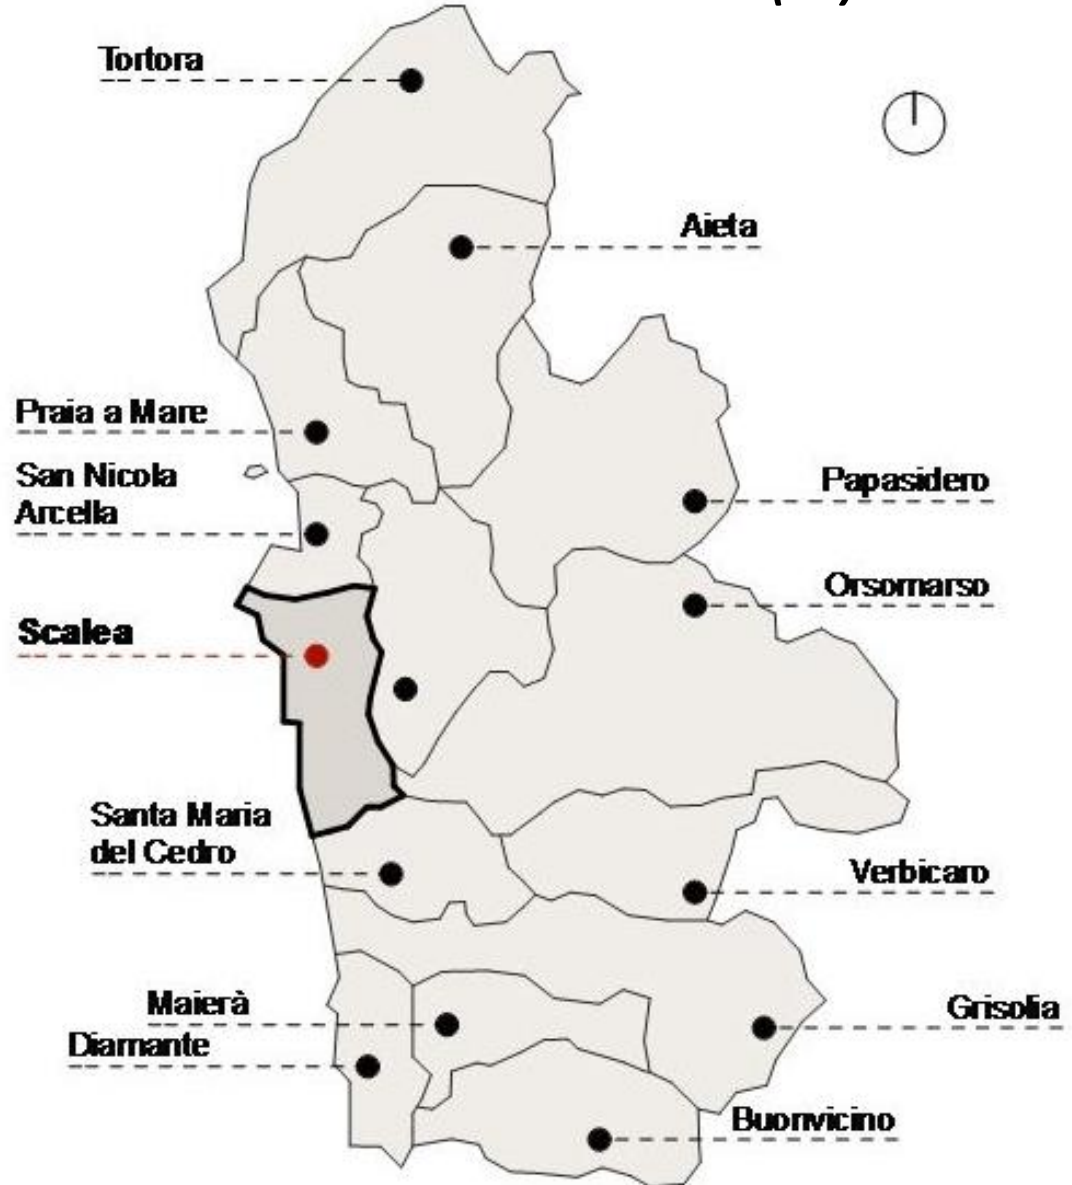 Tortora
Aieta
Praia a Mare
San Nicola
Arcella
Papasidero
Orsomarso
Scalea
Santa Maria
del Cedro
Verbicaro
Maierà
Grisolia
Diamante
Buonvicino